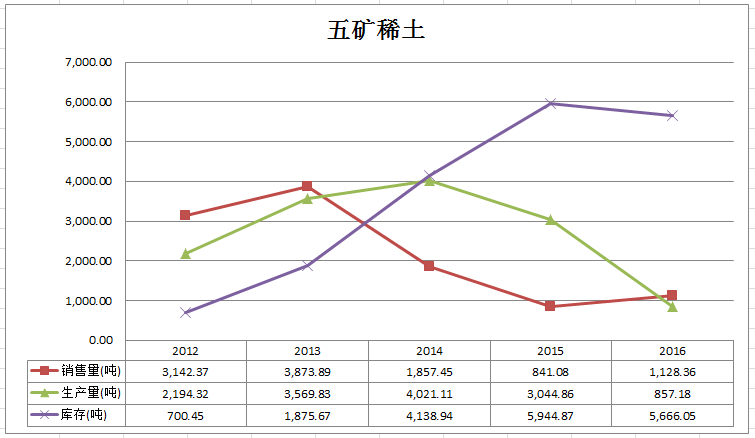 五矿稀土
7,000.00
6,000.00
5,000.00
4,000.00
3,000.00
2,000.00
1,000.00
0.00
2012 2013 2014 2015 2016
销售量(吨) 3,142.37 3,873.89 1,857.45 841.08 1,128.36
生产量(吨) 2,194.32 3,569.83 4,021.11 3,044.86 857.18
库存(吨) 700.45 1,875.67 4,138.94 5,944.87 5,666.05